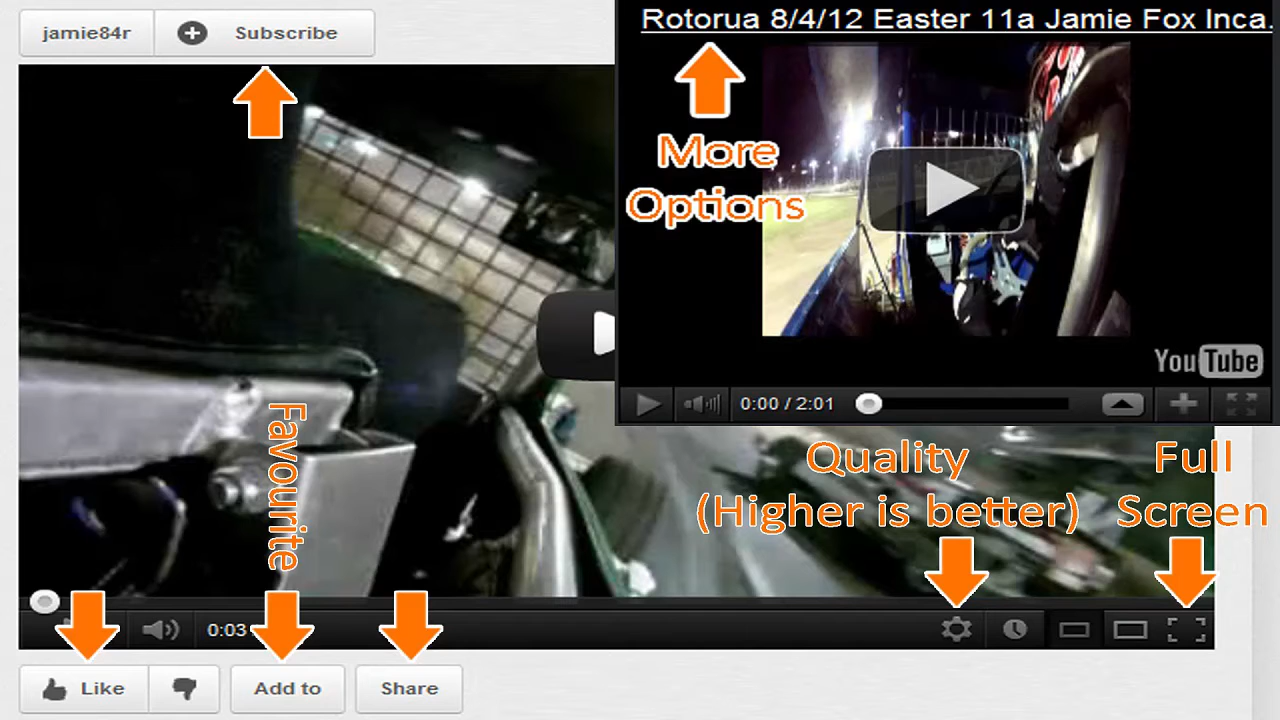 jamie84r
Subscribe
Rotorua 8/4/12 Easter 11a Jamie Fox Inca.
More
Options
YouTube
0:00 / 2:01
Favourite
Quality
(Higher is better)
Full
Screen
0:03
Like
Add to
Share